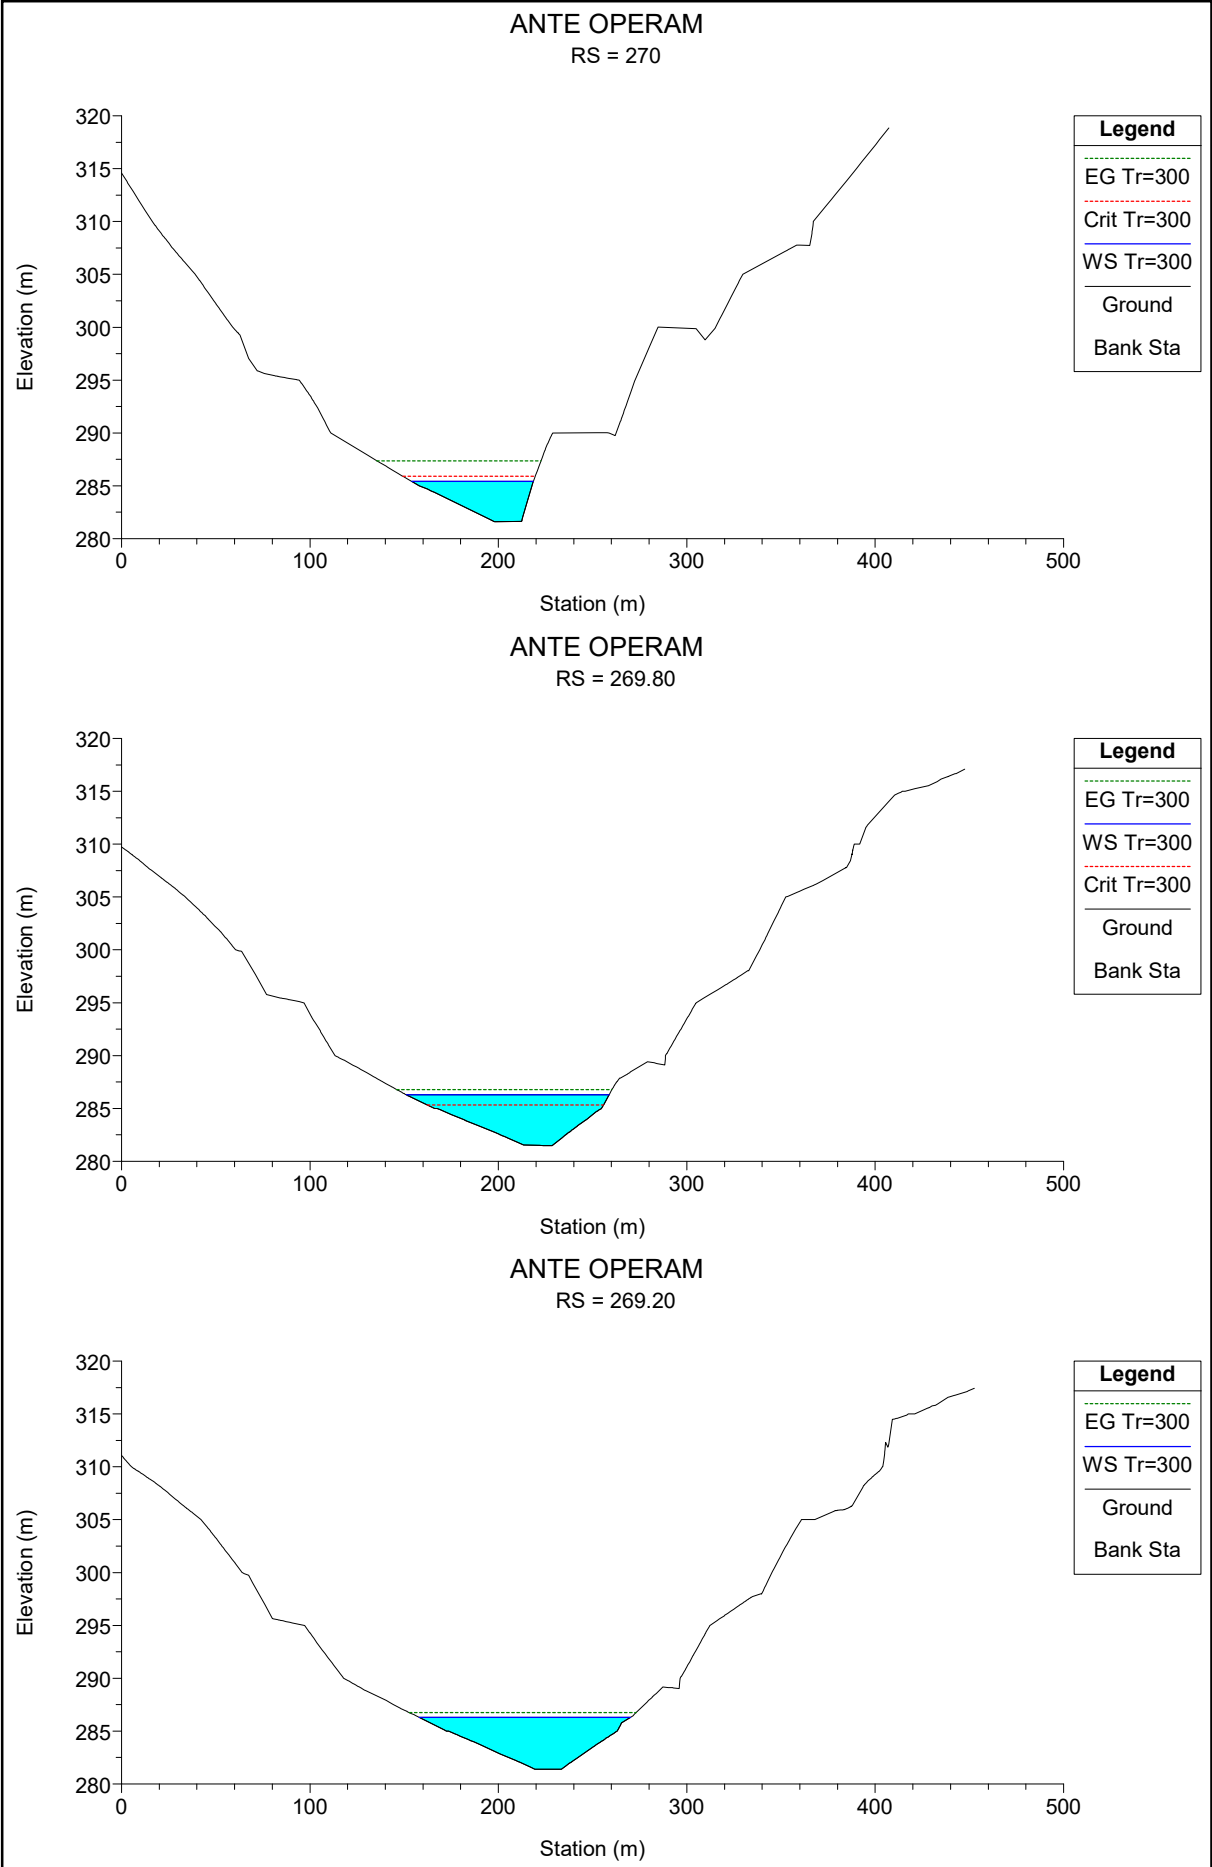 ANTE OPERAM
RS = 270
320
315
310
305
300
295
290
285
280
0 100 200 300 400 500
Elevation (m)
Station (m)
Legend
EG Tr=300
Crit Tr=300
WS Tr=300
Ground
Bank Sta
ANTE OPERAM
RS = 269.80
320
315
310
305
300
295
290
285
280
0 100 200 300 400 500
Elevation (m)
Station (m)
Legend
EG Tr=300
WS Tr=300
Crit Tr=300
Ground
Bank Sta
ANTE OPERAM
RS = 269.20
320
315
310
305
300
295
290
285
280
0 100 200 300 400 500
Elevation (m)
Station (m)
Legend
EG Tr=300
WS Tr=300
Ground
Bank Sta